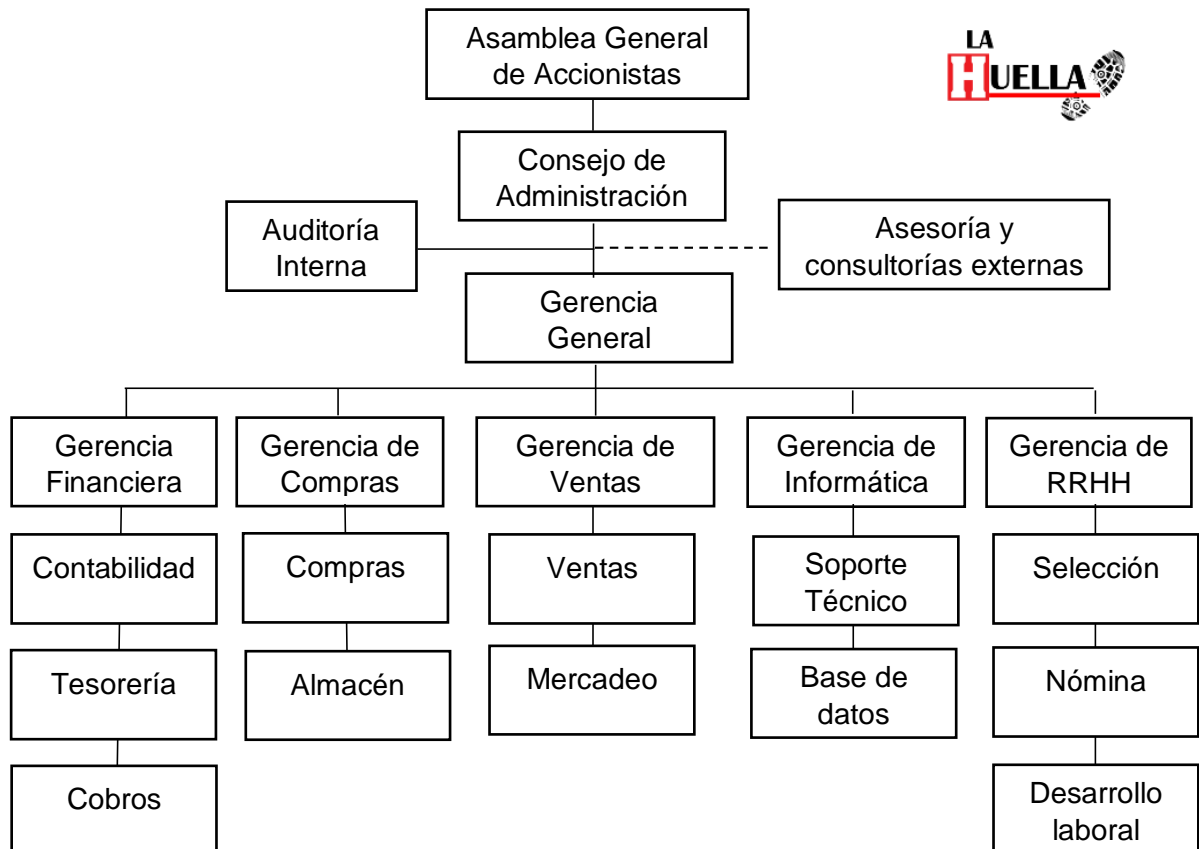 Asamblea General
de Accionistas
LA
HUELLA
Consejo de
Administración
Auditoría
Interna
Asesoría y
consultorías externas
Gerencia
General
Gerencia
Financiera
Gerencia de
Compras
Gerencia de
Ventas
Gerencia de
Informática
Gerencia de
RRHH
Contabilidad
Compras
Ventas
Soporte
Técnico
Selección
Tesorería
Almacén
Mercadeo
Base de
datos
Nómina
Cobros
Desarrollo
laboral